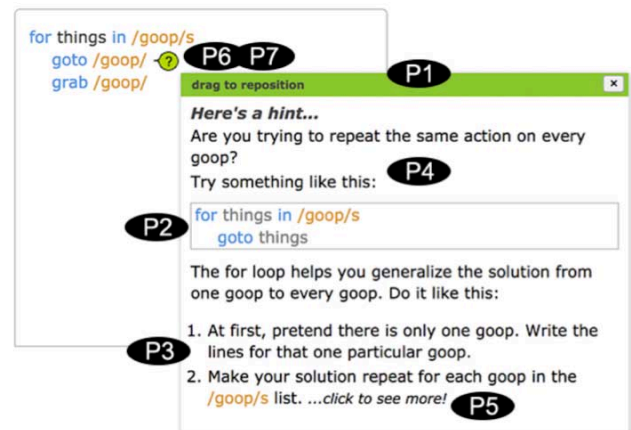 for things in /goop/s
goto /goop/ ? P6 P7
grab /goop/
P1
drag to reposition x
Here's a hint...
Are you trying to repeat the same action on every
goop?
P4
Try something like this:
P2
for things in /goop/s
goto things
The for loop helps you generalize the solution from
one goop to every goop. Do it like this:
1. At first, pretend there is only one goop. Write the
P3 lines for that one particular goop.
2. Make your solution repeat for each goop in the
/goop/s list. ...click to see more! P5